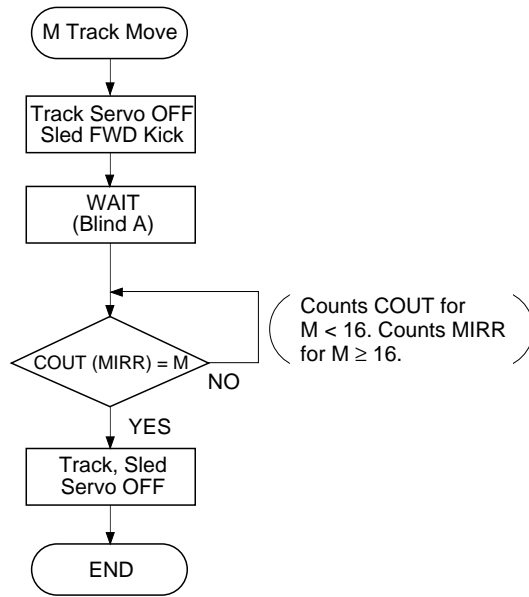 M Track Move
Track Servo OFF
Sled FWD Kick
WAIT
(Blind A)
Counts COUT for
M < 16. Counts MIRR
for M ≥ 16.
COUT (MIRR) = M
NO
YES
Track, Sled
Servo OFF
END